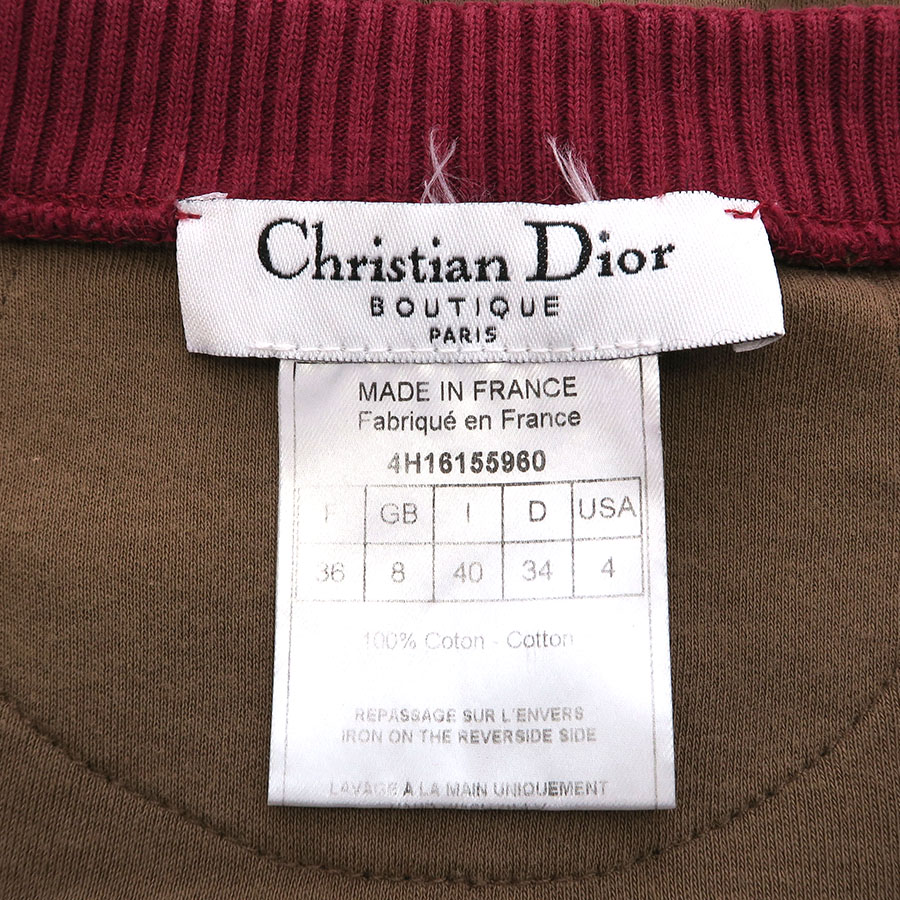 Christian Dior
BOUTIQUE
PARIS
MADE IN FRANCE
Fabriqué en France
4H16155960
F GB I D USA
36 8 40 34 4
100% Coton - Cotton
REPASSAGE SUR L'ENVERS
IRON ON THE REVERSIDE SIDE
LAVAGE À LA MAIN UNIQUEMENT